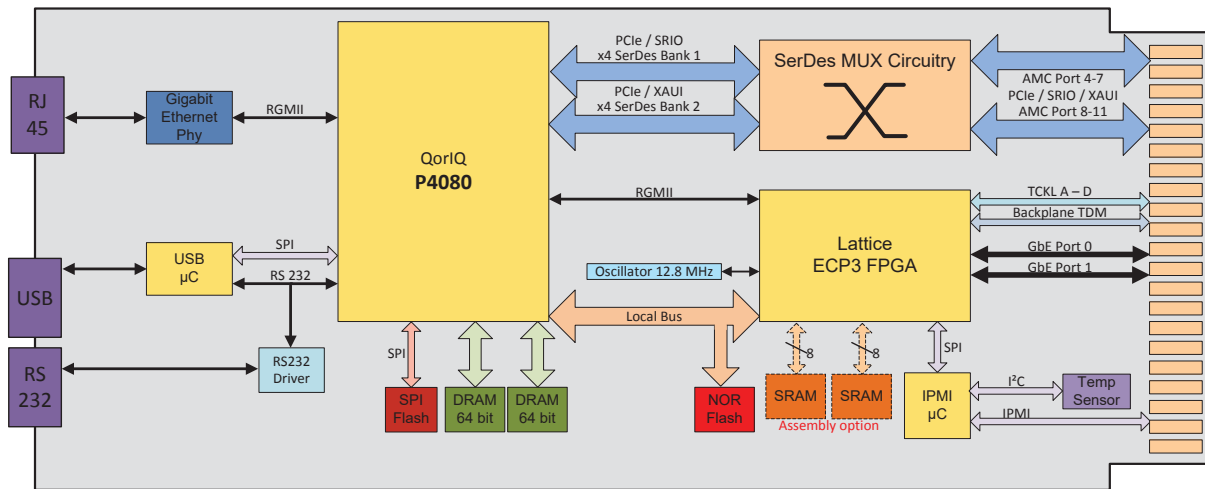 RJ
45
Gigabit
Ethernet
Phy
RGMII
QorIQ
P4080
PCIe / SRIO
x4 SerDes Bank 1
PCIe / XAUI
x4 SerDes Bank 2
SerDes MUX Circuitry
AMC Port 4-7
PCIe / SRIO / XAUI
AMC Port 8-11
RGMII
Lattice
ECP3 FPGA
TCKL A – D
Backplane TDM
GbE Port 0
GbE Port 1
USB
USB
µC
SPI
RS 232
Oscillator 12.8 MHz
Local Bus
RS
232
RS232
Driver
SPI
SPI
Flash
DRAM
64 bit
DRAM
64 bit
NOR
Flash
8
8
SRAM
SRAM
Assembly option
SPI
IPMI
µC
I²C
Temp
Sensor
IPMI